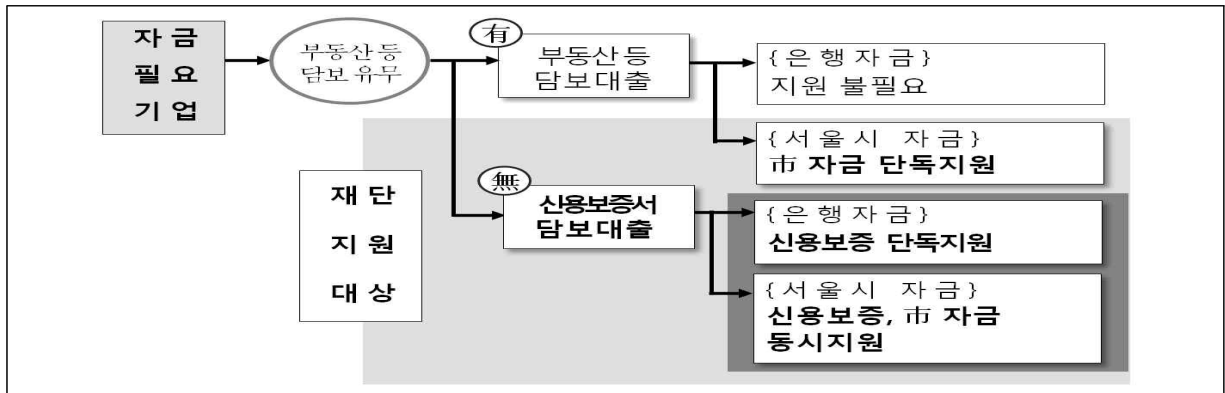 자 금
필 요
기 업
부동산 등
담보 유무
有
부동산 등
담보대출
{ 은 행 자 금 }
지원 불필요
{ 서 울 시 자 금 }
市 자금 단독지원
재 단
지 원
대 상
無
신용보증서
담보대출
{ 은 행 자 금 }
신용보증 단독지원
{ 서 울 시 자 금 }
신용보증, 市 자금
동시지원